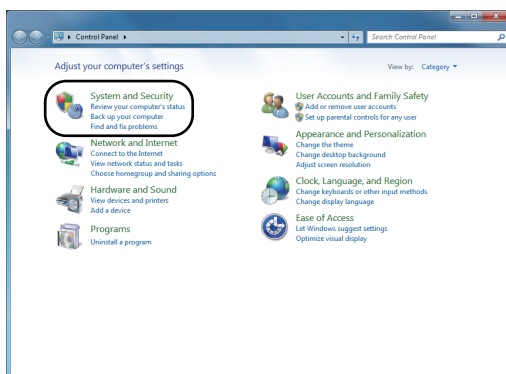 Control Panel
Search Control Panel
Adjust your computer's settings
View by: Category
System and Security
Review your computer's status
Back up your computer
Find and fix problems
Network and Internet
Connect to the Internet
View network status and tasks
Choose homegroup and sharing options
Hardware and Sound
View devices and printers
Add a device
Programs
Uninstall a program
User Accounts and Family Safety
Add or remove user accounts
Set up parental controls for any user
Appearance and Personalization
Change the theme
Change desktop background
Adjust screen resolution
Clock, Language, and Region
Change keyboards or other input methods
Change display language
Ease of Access
Let Windows suggest settings
Optimize visual display